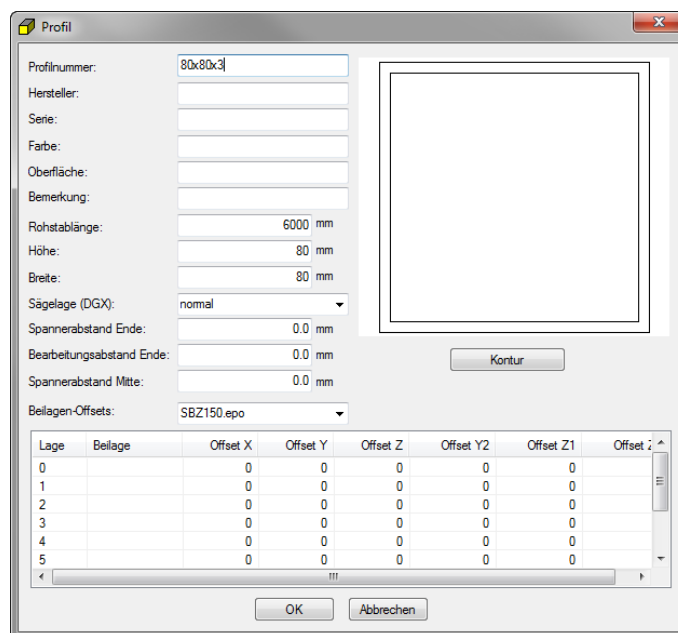 Profil
Profilnummer: 80x80x3
Hersteller:
Serie:
Farbe:
Oberfläche:
Bemerkung:
Rohstablänge: 6000 mm
Höhe: 80 mm
Breite: 80 mm
Sägelage (DGX): normal
Spannerabstand Ende: 0.0 mm
Bearbeitungsabstand Ende: 0.0 mm
Spannerabstand Mitte: 0.0 mm
Kontur
Beilagen-Offsets: SBZ150.epo
Lage Beilage Offset X Offset Y Offset Z Offset Y2 Offset Z1 Offset
0 0 0 0 0 0
1 0 0 0 0 0
2 0 0 0 0 0
3 0 0 0 0 0
4 0 0 0 0 0
5 0 0 0 0 0
OK Abbrechen